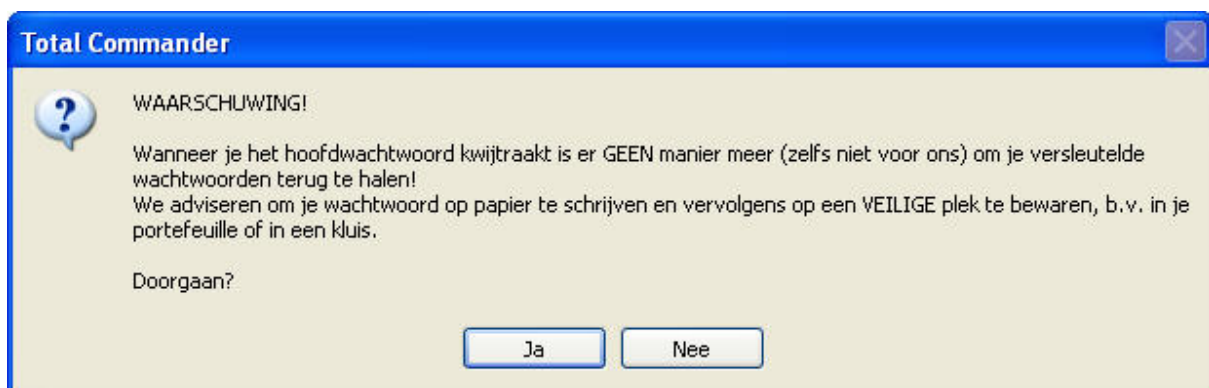 Total Commander
WAARSCHUWING!
Wanneer je het hoofdwachtwoord kwijtraakt is er GEEN manier meer (zelfs niet voor ons) om je versleutelde
wachtwoorden terug te halen!
We adviseren om je wachtwoord op papier te schrijven en vervolgens op een VEILIGE plek te bewaren, b.v. in je
portefeuille of in een kluis.
Doorgaan?
Ja
Nee